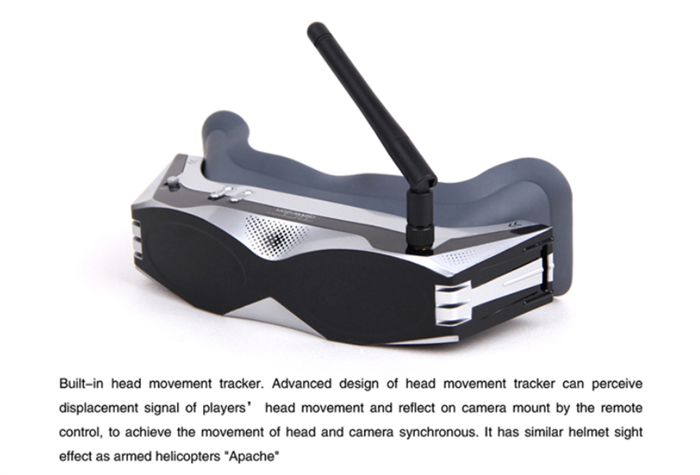 Built-in head movement tracker. Advanced design of head movement tracker can perceive
displacement signal of players' head movement and reflect on camera mount by the remote
control, to achieve the movement of head and camera synchronous. It has similar helmet sight
effect as armed helicopters "Apache"